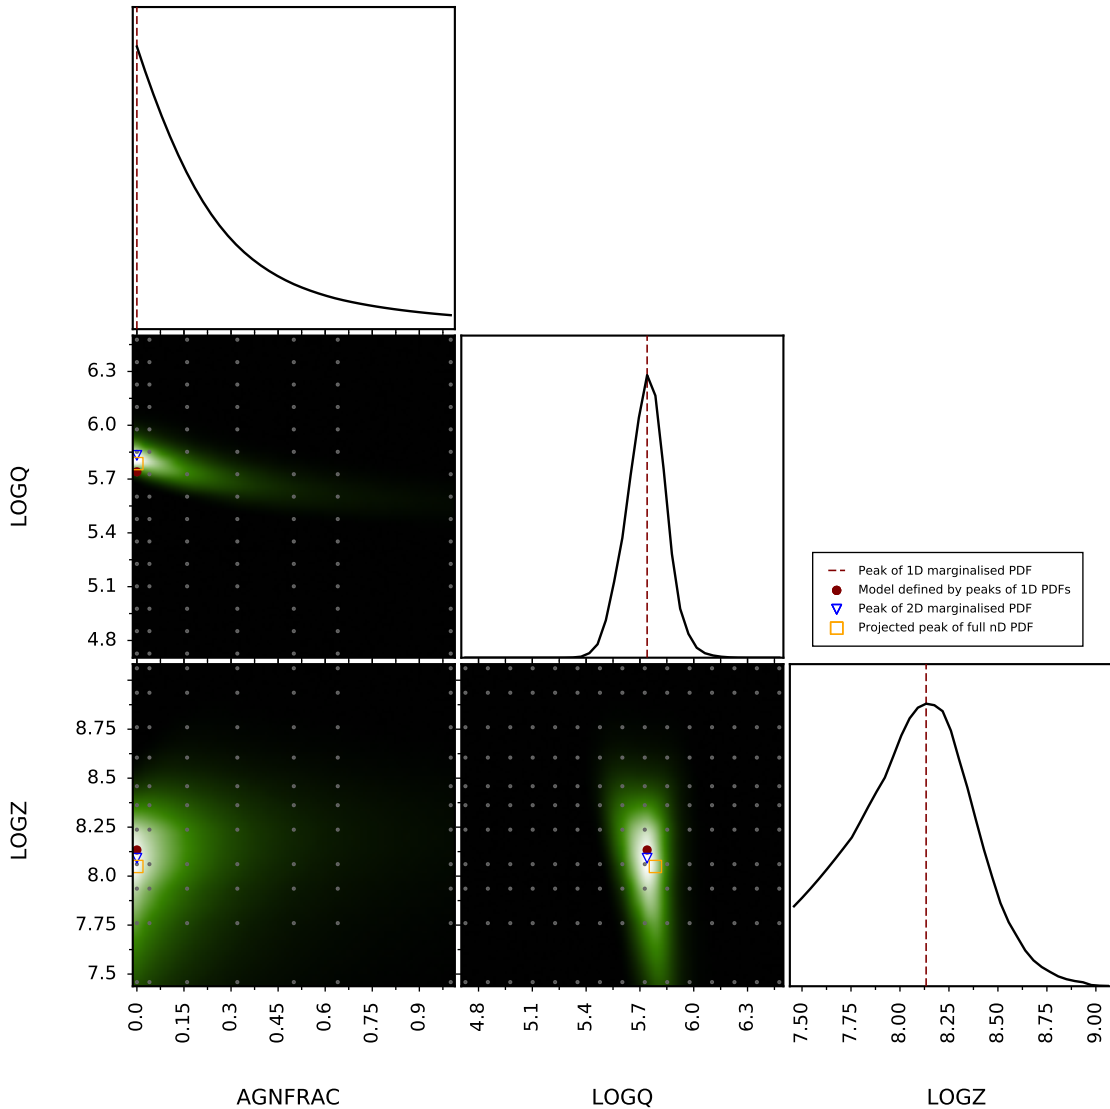 6.3
6.0
5.7
5.4
5.1
4.8
LOGQ
Peak of 1D marginalised PDF
Model defined by peaks of 1D PDFs
Peak of 2D marginalised PDF
Projected peak of full nD PDF
8.75
8.5
8.25
8.0
7.75
7.5
LOGZ
0.0 0.15 0.3 0.45 0.6 0.75 0.9
4.8 5.1 5.4 5.7 6.0 6.3
7.50 7.75 8.00 8.25 8.50 8.75 9.00
AGNFRAC LOGQ LOGZ